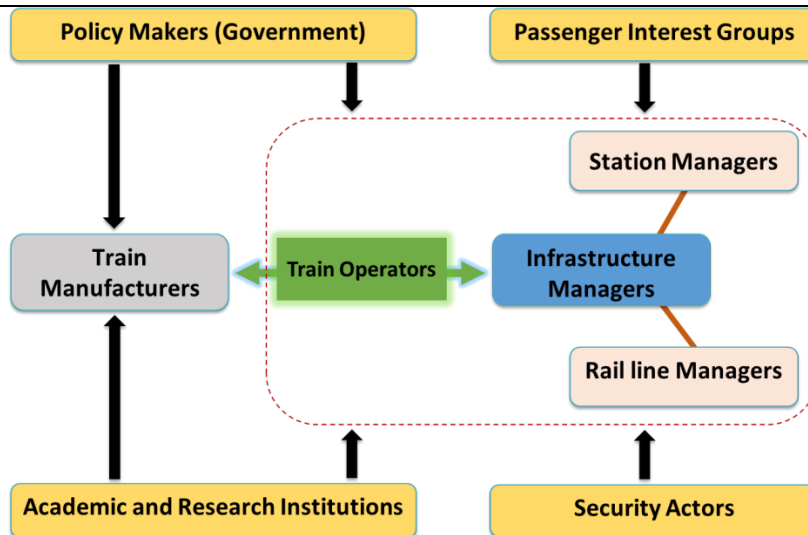 Policy Makers (Government)
Passenger Interest Groups
Station Managers
Train
Manufacturers
Train Operators
Infrastructure
Managers
Rail line Managers
Academic and Research Institutions
Security Actors